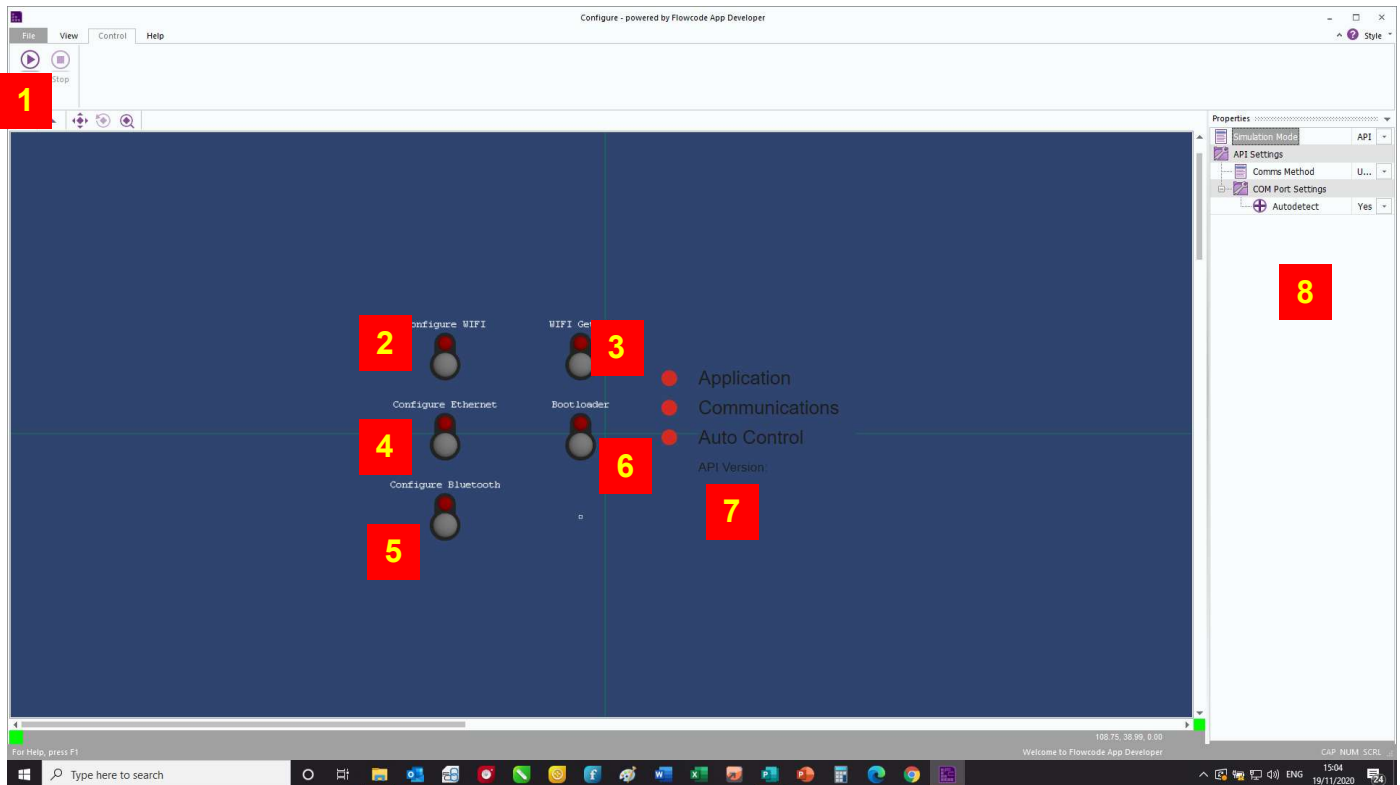 Configure - powered by Flowcode App Developer
File View Control Help
Style
Stop
1
Properties
Simulation Mode API
API Settings
Comms Method U...
COM Port Settings
Autodetect Yes
8
2
onfigure WIFI
WIFI Ge
3
Application
Configure Ethernet
Bootloader
Communications
4
Auto Control
6
API Version:
Configure Bluetooth
7
5
108.75, 38.99, 0.00
For Help, press F1
Welcome to Flowcode App Developer
CAP NUM SCRL
Type here to search
ENG
15:04
19/11/2020
24